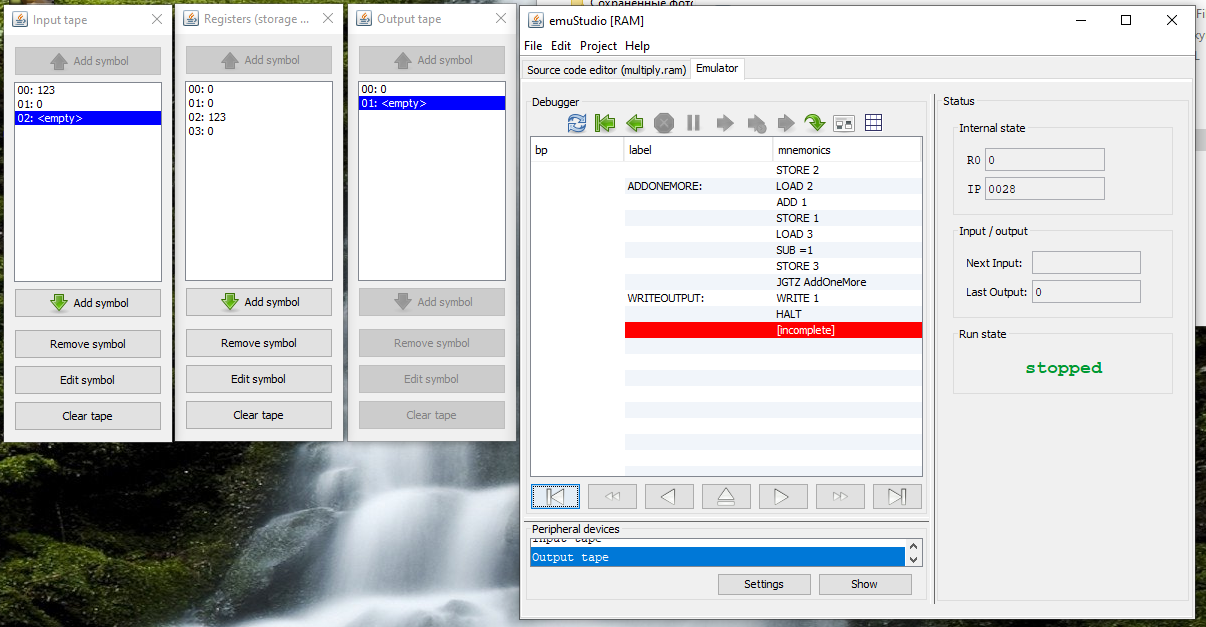 Сохраненные фото
Input tape
Add symbol
00: 123
01: 0
02: <empty>
Add symbol
Remove symbol
Edit symbol
Clear tape
Registers (storage ...
Add symbol
00: 0
01: 0
02: 123
03: 0
Add symbol
Remove symbol
Edit symbol
Clear tape
Output tape
Add symbol
00: 0
01: <empty>
Add symbol
Remove symbol
Edit symbol
Clear tape
emuStudio [RAM]
File Edit Project Help
Source code editor (multiply.ram) Emulator
Debugger
bp label mnemonics
STORE 2
ADDONEMORE: LOAD 2
ADD 1
STORE 1
LOAD 3
SUB =1
STORE 3
JGTZ AddOneMore
WRITEOUTPUT: WRITE 1
HALT
[incomplete]
Peripheral devices
Input tape
Output tape
Settings Show
Status
Internal state
R0 0
IP 0028
Input / output
Next Input:
Last Output: 0
Run state
stopped